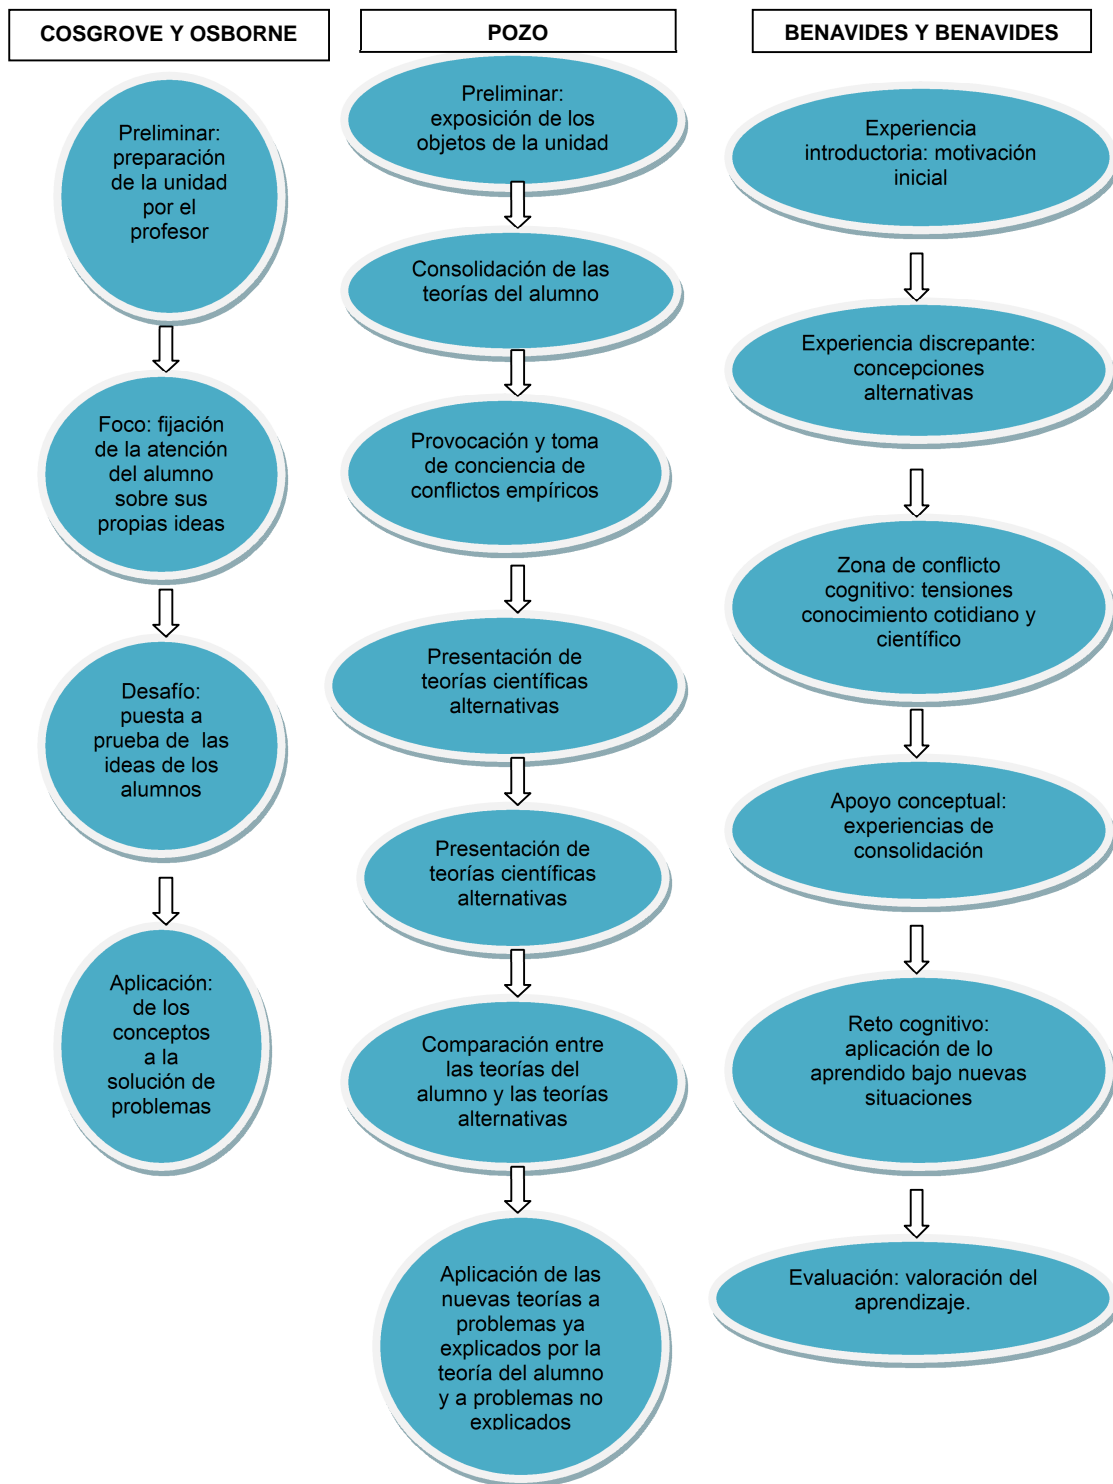 COSGROVE Y OSBORNE
Preliminar:
preparación
de la unidad
por el
profesor
Foco: fijación
de la atención
del alumno
sobre sus
propias ideas
Desafío:
puesta a
prueba de las
ideas de los
alumnos
Aplicación:
de los
conceptos
a la
solución de
problemas
POZO
Preliminar:
exposición de los
objetos de la unidad
Consolidación de las
teorías del alumno
Provocación y toma
de conciencia de
conflictos empíricos
Presentación de
teorías científicas
alternativas
Presentación de
teorías científicas
alternativas
Comparación entre
las teorías del
alumno y las teorías
alternativas
Aplicación de las
nuevas teorías a
problemas ya
explicados por la
teoría del alumno
y a problemas no
explicados
BENAVIDES Y BENAVIDES
Experiencia
introductoria: motivación
inicial
Experiencia discrepante:
concepciones
alternativas
Zona de conflicto
cognitivo: tensiones
conocimiento cotidiano y
científico
Apoyo conceptual:
experiencias de
consolidación
Reto cognitivo:
aplicación de lo
aprendido bajo nuevas
situaciones
Evaluación: valoración del
aprendizaje.